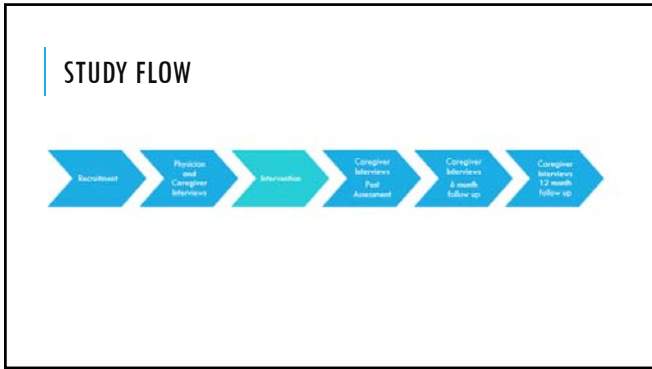 STUDY FLOW
Recruitment
Physician
and
Caregiver
Interviews
Intervention
Caregiver
Interviews
Post
Assessment
Caregiver
Interviews
6 month
follow up
Caregiver
Interviews
12 month
follow up